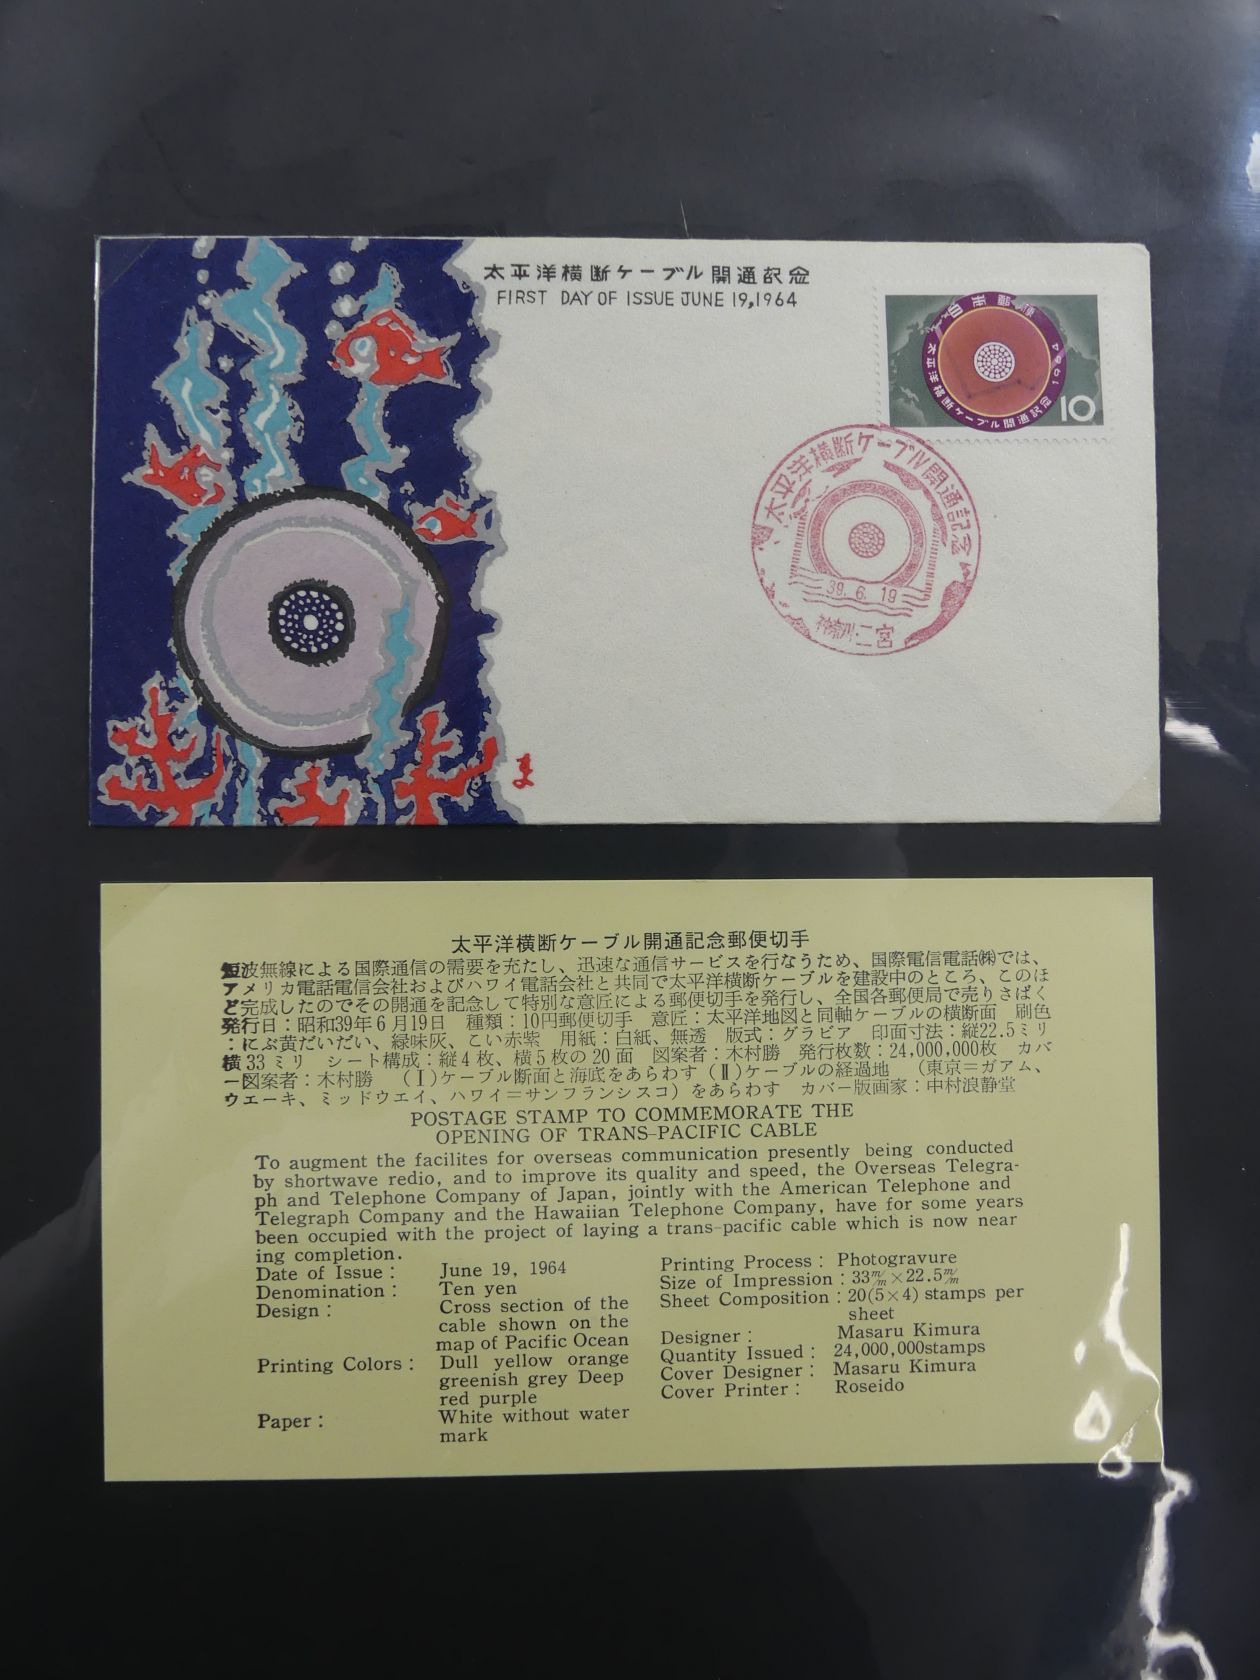 太平洋横断ケーブル開通記念
FIRST DAY OF ISSUE JUNE 19,1964
日本郵便
太平洋横断ケーブル開通記念 1964
10
太平洋横断ケーブル開通記念
39.6.19
神奈川・二宮
ま
太平洋横断ケーブル開通記念郵便切手
短波無線による国際通信の需要を充たし、迅速な通信サービスを行なうため、国際電信電話㈱では、
アメリカ電話電信会社およびハワイ電話会社と共同で太平洋横断ケーブルを建設中のところ、このほ
ど完成したのでその開通を記念して特別な意匠による郵便切手を発行し、全国各郵便局で売りさばく
発行日：昭和39年6月19日　種類：10円郵便切手　意匠：太平洋地図と同軸ケーブルの横断面　刷色
：にぶ黄だいだい、緑味灰、こい赤紫　用紙：白紙、無透　版式：グラビア　印面寸法：縦22.5ミリ
横33ミリ　シート構成：縦4枚、横5枚の20面　図案者：木村勝　発行枚数：24,000,000枚　カバ
ー図案者：木村勝　（Ⅰ）ケーブル断面と海底をあらわす（Ⅱ）ケーブルの経過地　（東京＝ガアム、
ウエーキ、ミッドウエイ、ハワイ＝サンフランシスコ）をあらわす　カバー版画家：中村浪静堂
POSTAGE STAMP TO COMMEMORATE THE
OPENING OF TRANS-PACIFIC CABLE
To augment the facilites for overseas communication presently being conducted
by shortwave redio, and to improve its quality and speed, the Overseas Telegra-
ph and Telephone Company of Japan, jointly with the American Telephone and
Telegraph Company and the Hawaiian Telephone Company, have for some years
been occupied with the project of laying a trans-pacific cable which is now near
ing completion.
Date of Issue : June 19, 1964
Denomination : Ten yen
Design : Cross section of the
cable shown on the
map of Pacific Ocean
Printing Colors : Dull yellow orange
greenish grey Deep
red purple
Paper : White without water
mark
Printing Process : Photogravure
Size of Impression : 33m/m×22.5m/m
Sheet Composition : 20(5×4) stamps per
sheet
Designer : Masaru Kimura
Quantity Issued : 24,000,000stamps
Cover Designer : Masaru Kimura
Cover Printer : Roseido